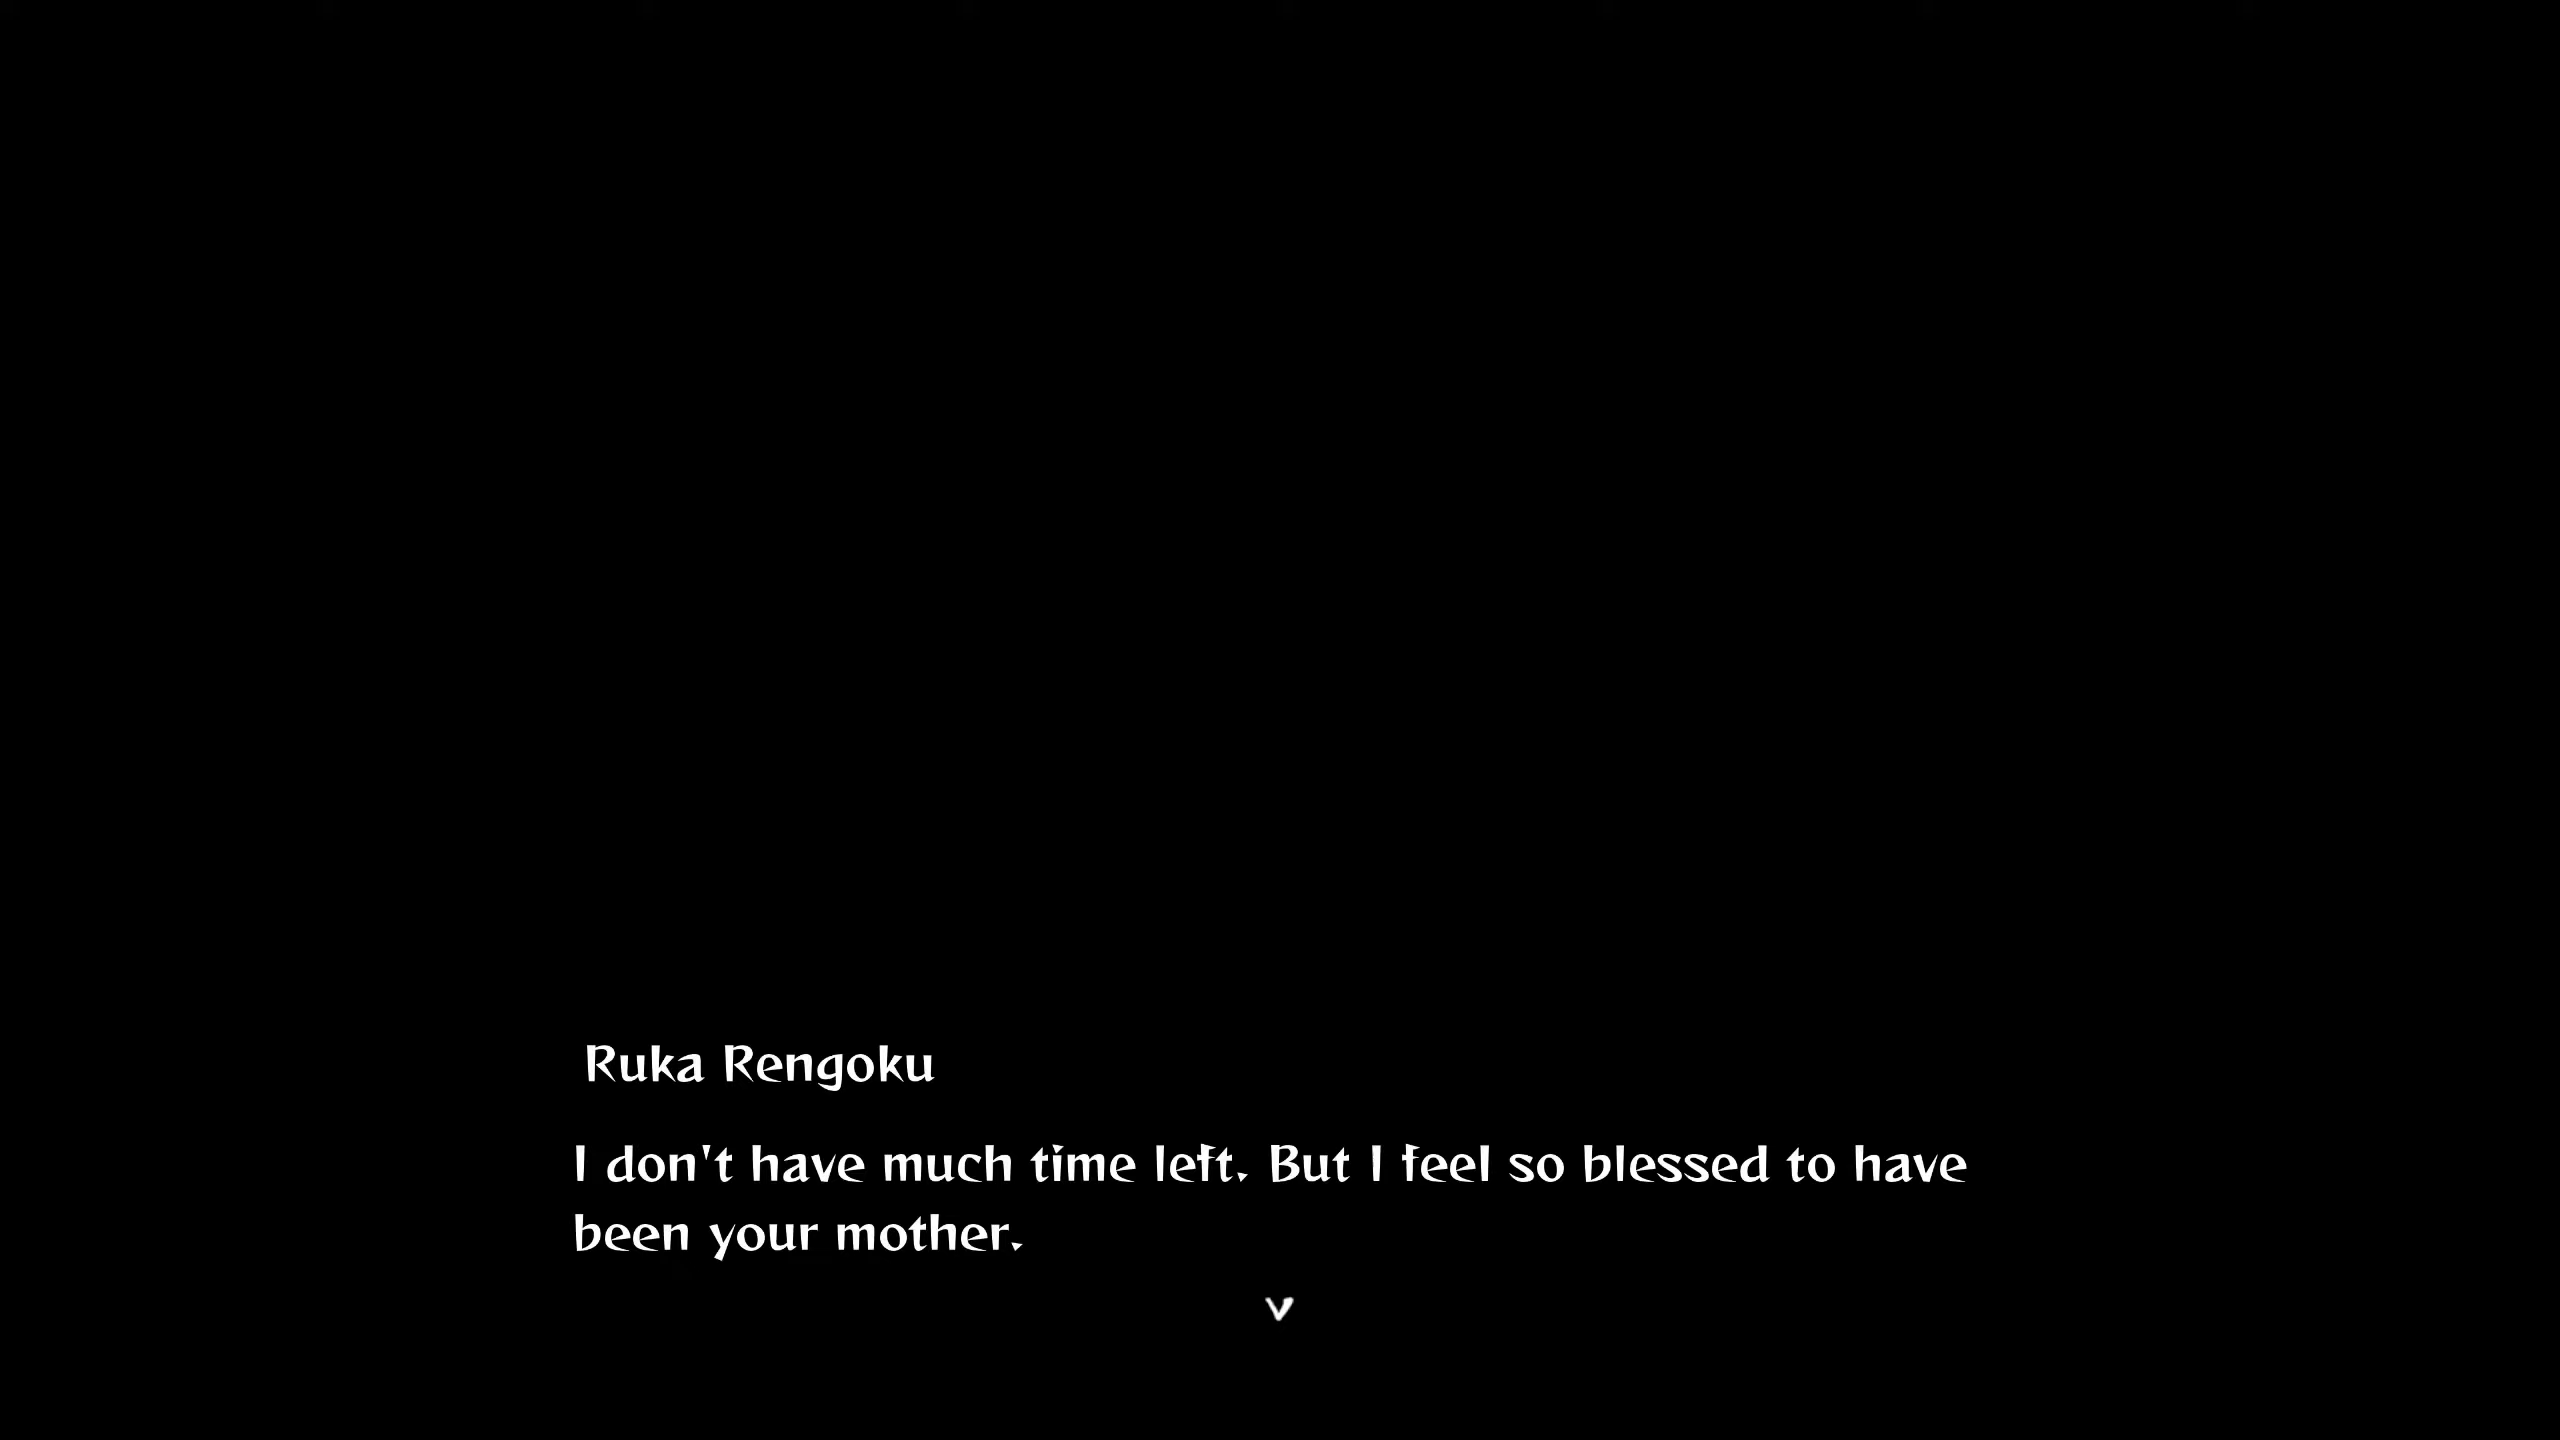 Ruka Rengoku
I don't have much time left. But I feel so blessed to have
been your mother.